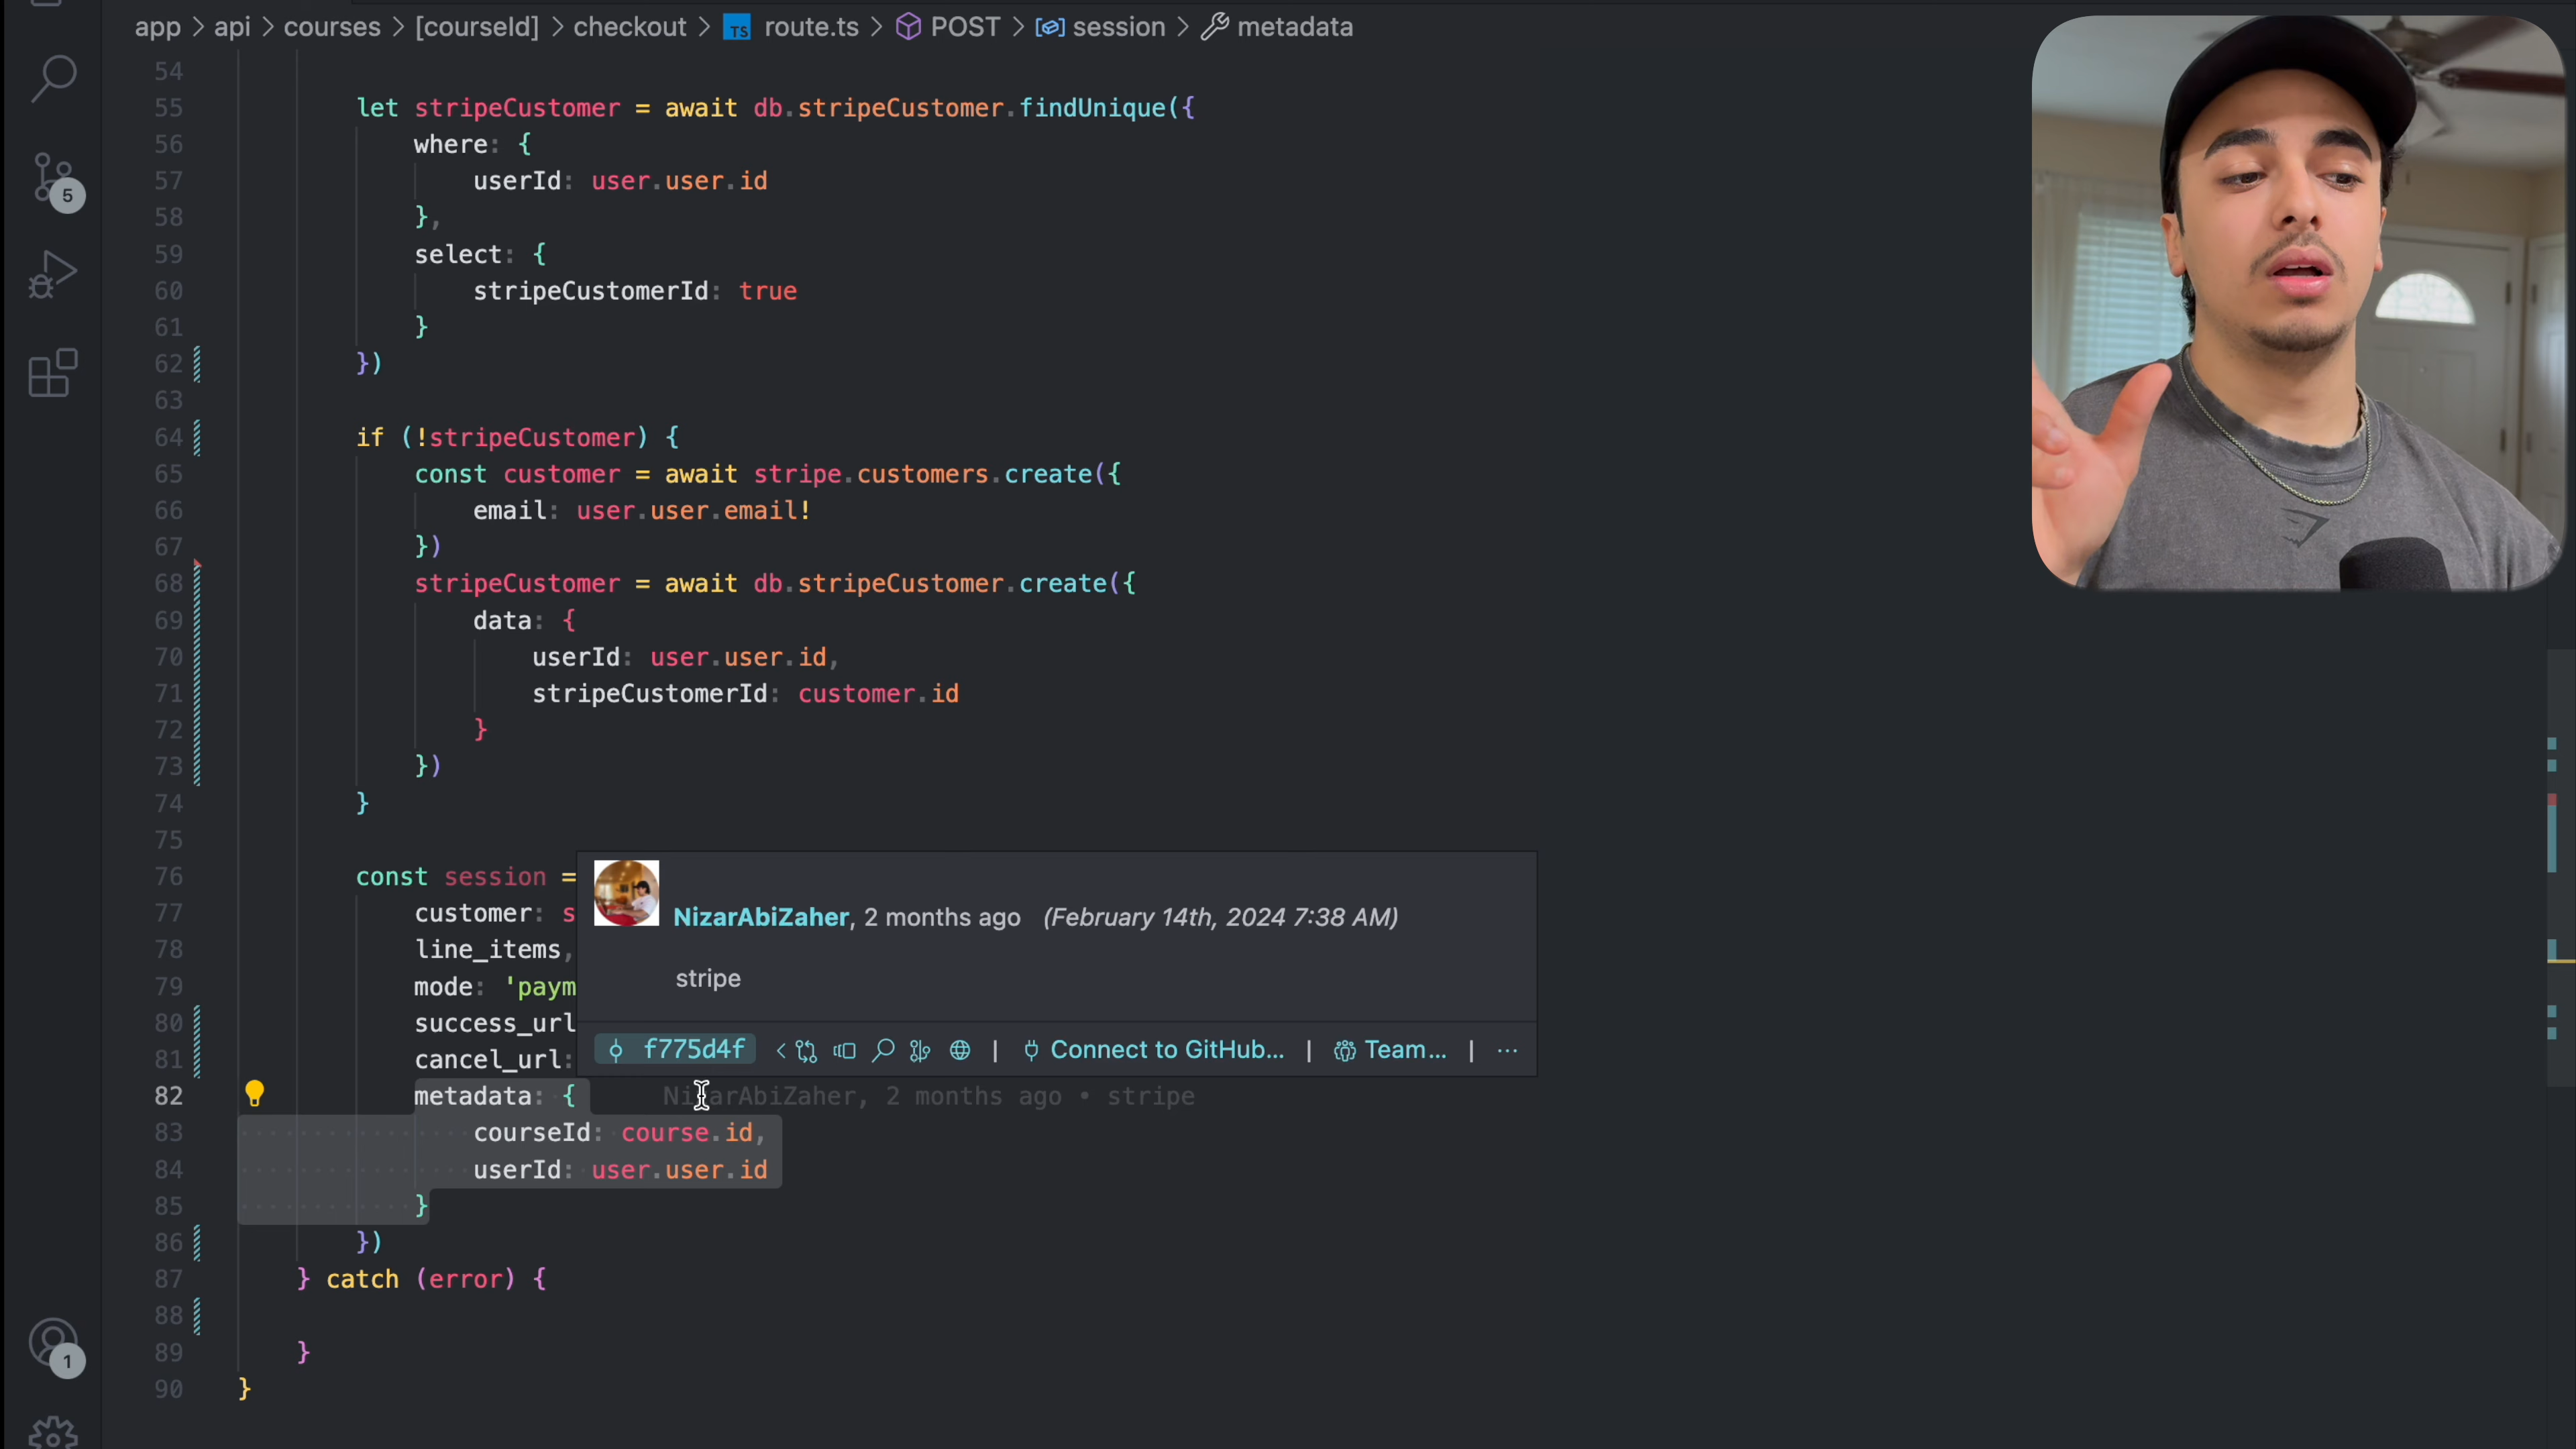 app > api > courses > [courseId] > checkout > TS route.ts > POST > session > metadata
54
55 let stripeCustomer = await db.stripeCustomer.findUnique({
56 where: {
57 userId: user.user.id
58 },
59 select: {
60 stripeCustomerId: true
61 }
62 })
63
64 if (!stripeCustomer) {
65 const customer = await stripe.customers.create({
66 email: user.user.email!
67 })
68 stripeCustomer = await db.stripeCustomer.create({
69 data: {
70 userId: user.user.id,
71 stripeCustomerId: customer.id
72 }
73 })
74 }
75
76 const session =
77 customer: s
78 line_items,
79 mode: 'paym
80 success_url
81 cancel_url:
NizarAbiZaher, 2 months ago (February 14th, 2024 7:38 AM)
stripe
f775d4f | Connect to GitHub... | Team... | ...
82 metadata: { NizarAbiZaher, 2 months ago • stripe
83 courseId: course.id,
84 userId: user.user.id
85 }
86 })
87 } catch (error) {
88
89 }
90 }
5
1